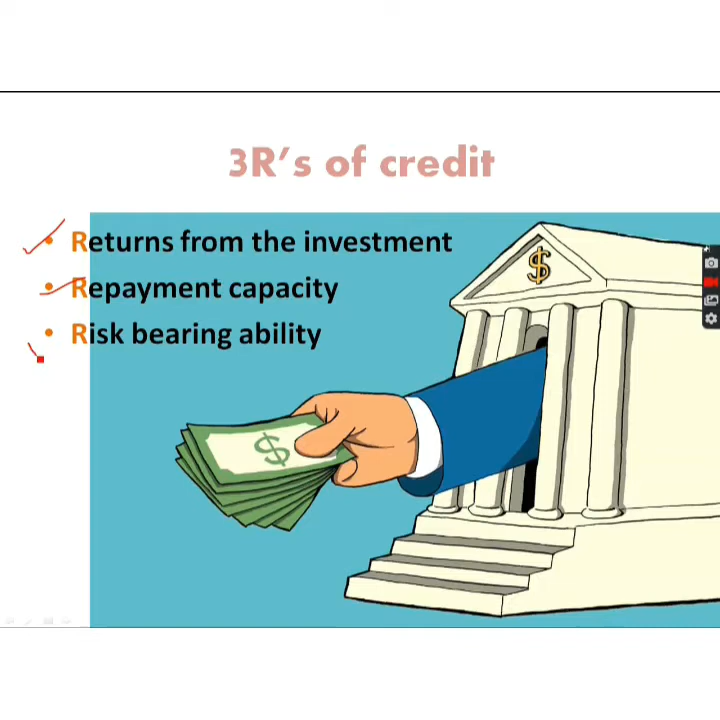 3R's of credit
• Returns from the investment
• Repayment capacity
• Risk bearing ability
$
$